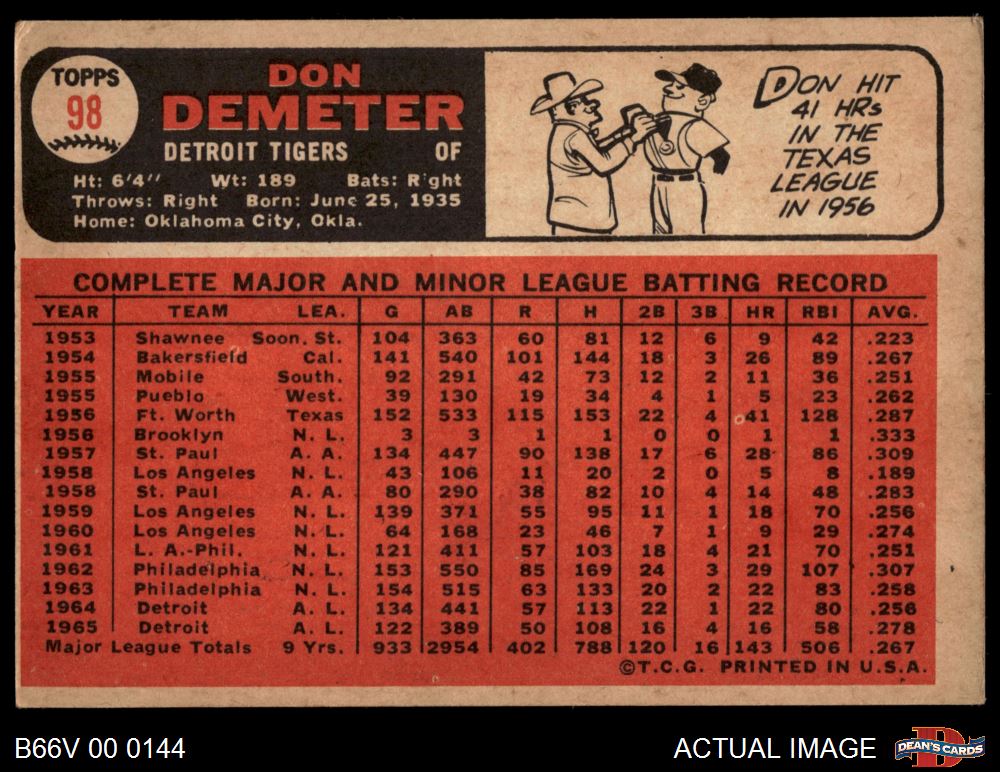 TOPPS
98
DON
DEMETER
DETROIT TIGERS OF
Ht: 6'4" Wt: 189 Bats: Right
Throws: Right Born: June 25, 1935
Home: Oklahoma City, Okla.
DON HIT
41 HRs
IN THE
TEXAS
LEAGUE
IN 1956
COMPLETE MAJOR AND MINOR LEAGUE BATTING RECORD
YEAR TEAM LEA. G AB R H 2B 3B HR RBI AVG.
1953 Shawnee Soon. St. 104 363 60 81 12 6 9 42 .223
1954 Bakersfield Cal. 141 540 101 144 18 3 26 89 .267
1955 Mobile South. 92 291 42 73 12 2 11 36 .251
1955 Pueblo West. 39 130 19 34 4 1 5 23 .262
1956 Ft. Worth Texas 152 533 115 153 22 4 41 128 .287
1956 Brooklyn N. L. 3 3 1 1 0 0 1 1 .333
1957 St. Paul A. A. 134 447 90 138 17 6 28 86 .309
1958 Los Angeles N. L. 43 106 11 20 2 0 5 8 .189
1958 St. Paul A. A. 80 290 38 82 10 4 14 48 .283
1959 Los Angeles N. L. 139 371 55 95 11 1 18 70 .256
1960 Los Angeles N. L. 64 168 23 46 7 1 9 29 .274
1961 L. A.-Phil. N. L. 121 411 57 103 18 4 21 70 .251
1962 Philadelphia N. L. 153 550 85 169 24 3 29 107 .307
1963 Philadelphia N. L. 154 515 63 133 20 2 22 83 .258
1964 Detroit A. L. 134 441 57 113 22 1 22 80 .256
1965 Detroit A. L. 122 389 50 108 16 4 16 58 .278
Major League Totals 9 Yrs. 933 2954 402 788 120 16 143 506 .267
©T.C.G. PRINTED IN U.S.A.
B66V 00 0144 ACTUAL IMAGE DEAN'S CARDS